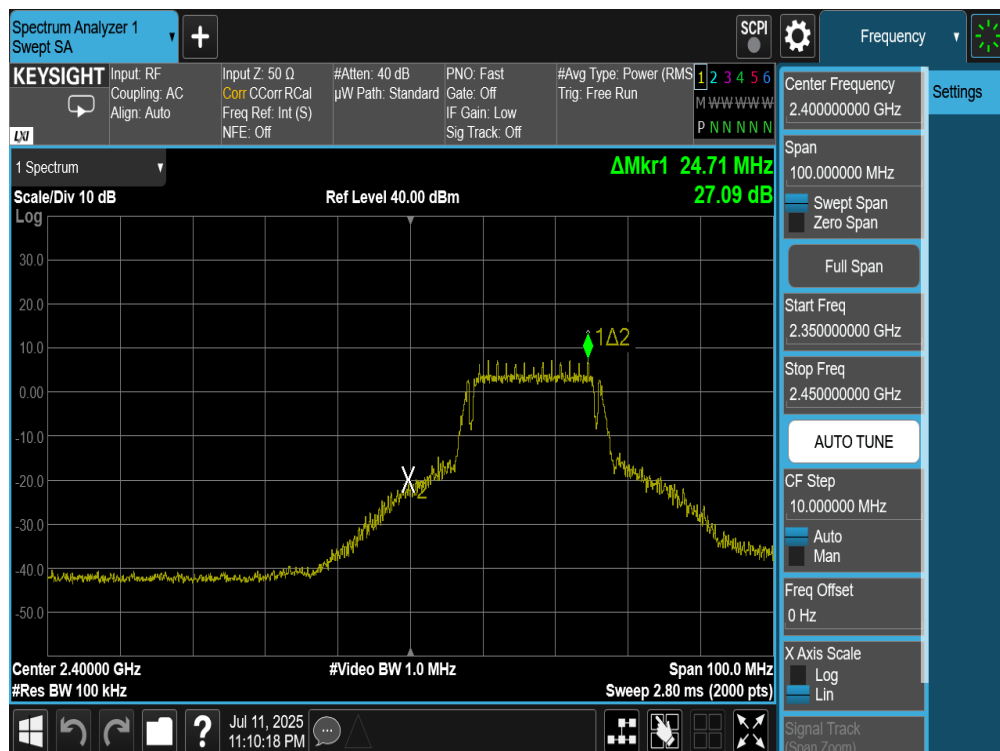 Spectrum Analyzer 1
Swept SA
+
SCPI
Frequency
KEYSIGHT
LXI
Input: RF
Coupling: AC
Align: Auto
Input Z: 50 Ω
Corr CCorr RCal
Freq Ref: Int (S)
NFE: Off
#Atten: 40 dB
µW Path: Standard
PNO: Fast
Gate: Off
IF Gain: Low
Sig Track: Off
#Avg Type: Power (RMS
Trig: Free Run
1 2 3 4 5 6
M W W W W W
P N N N N N
1 Spectrum
ΔMkr1 24.71 MHz
27.09 dB
Scale/Div 10 dB
Ref Level 40.00 dBm
Log
30.0
20.0
10.0
0.00
-10.0
-20.0
-30.0
-40.0
-50.0
1Δ2
X
2
Center 2.40000 GHz
#Video BW 1.0 MHz
Span 100.0 MHz
#Res BW 100 kHz
Sweep 2.80 ms (2000 pts)
Center Frequency
2.400000000 GHz
Span
100.000000 MHz
Swept Span
Zero Span
Full Span
Start Freq
2.350000000 GHz
Stop Freq
2.450000000 GHz
AUTO TUNE
CF Step
10.000000 MHz
Auto
Man
Freq Offset
0 Hz
X Axis Scale
Log
Lin
Signal Track
(Span Zoom)
Settings
?
Jul 11, 2025
11:10:18 PM